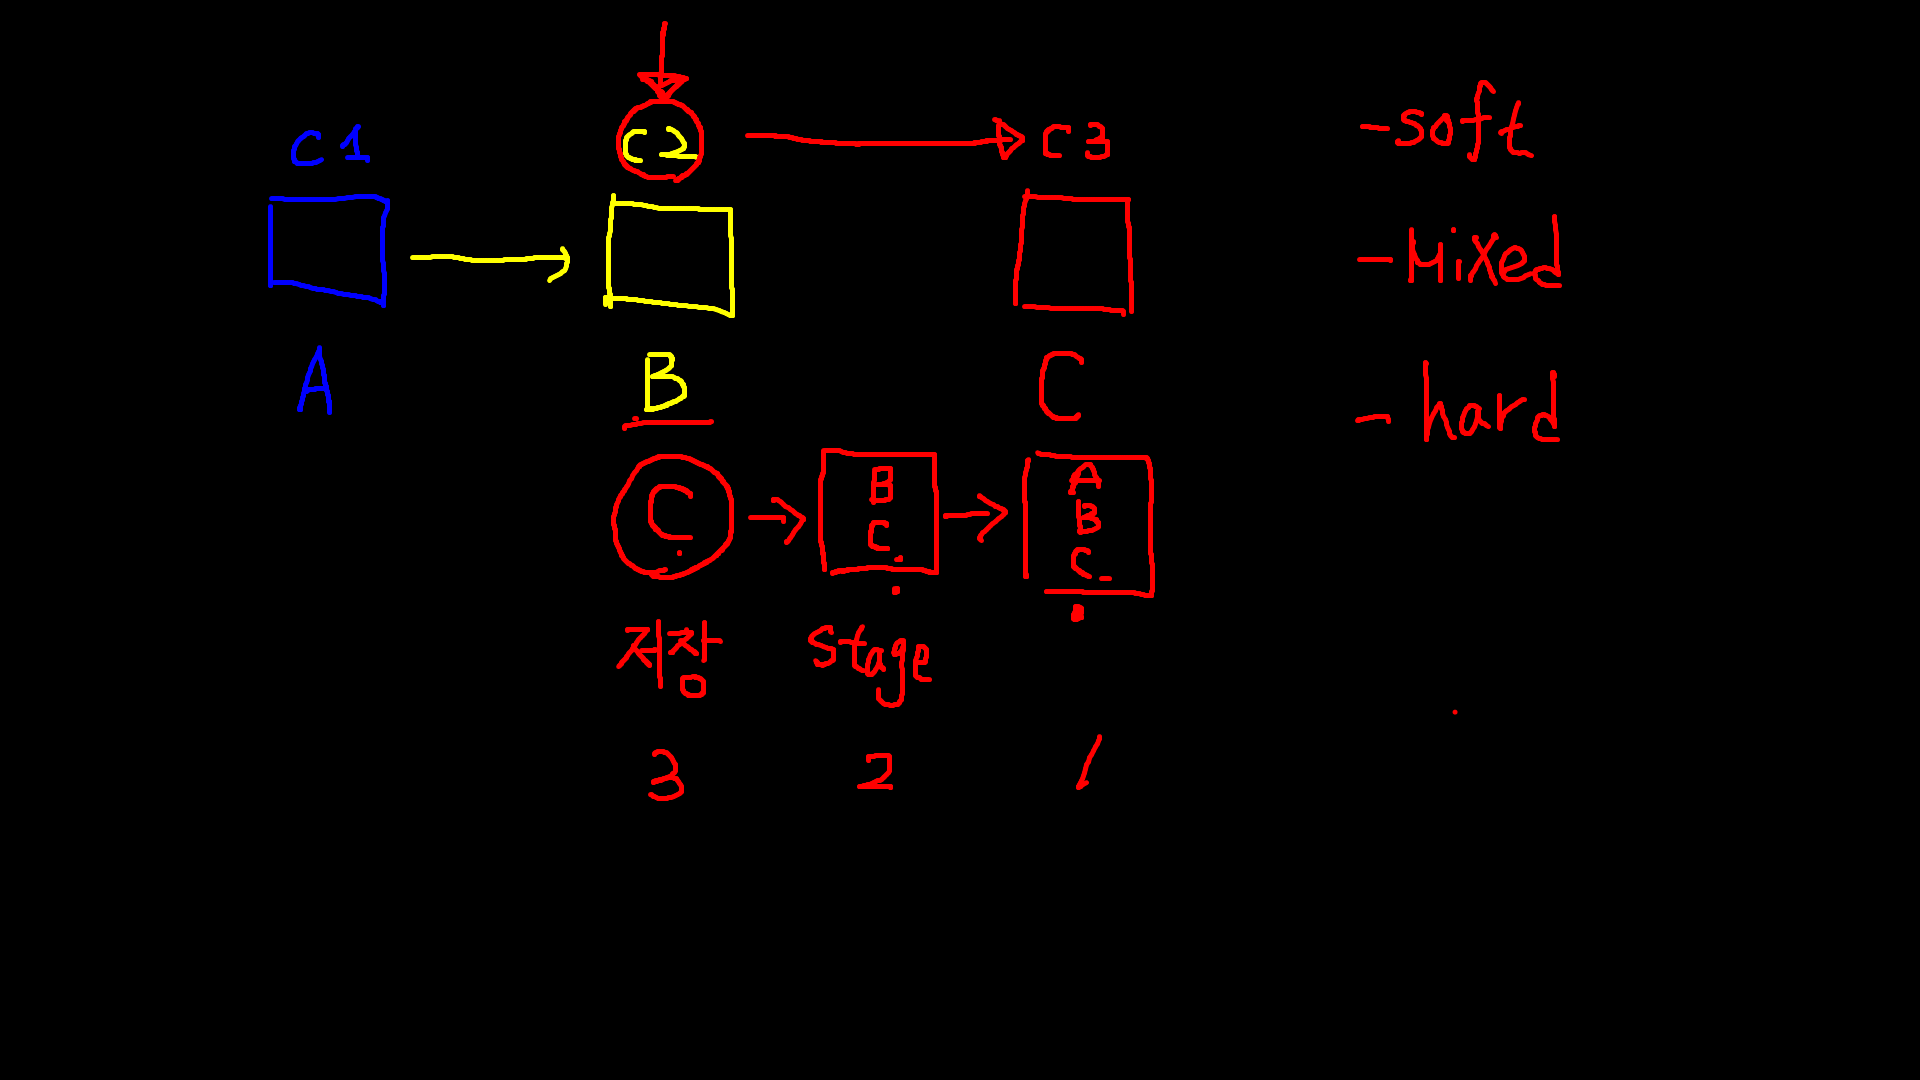 C1 C2 C3
A B C
C
B
C
A
B
C
저장 Stage
3 2 1
- soft
- Mixed
- hard